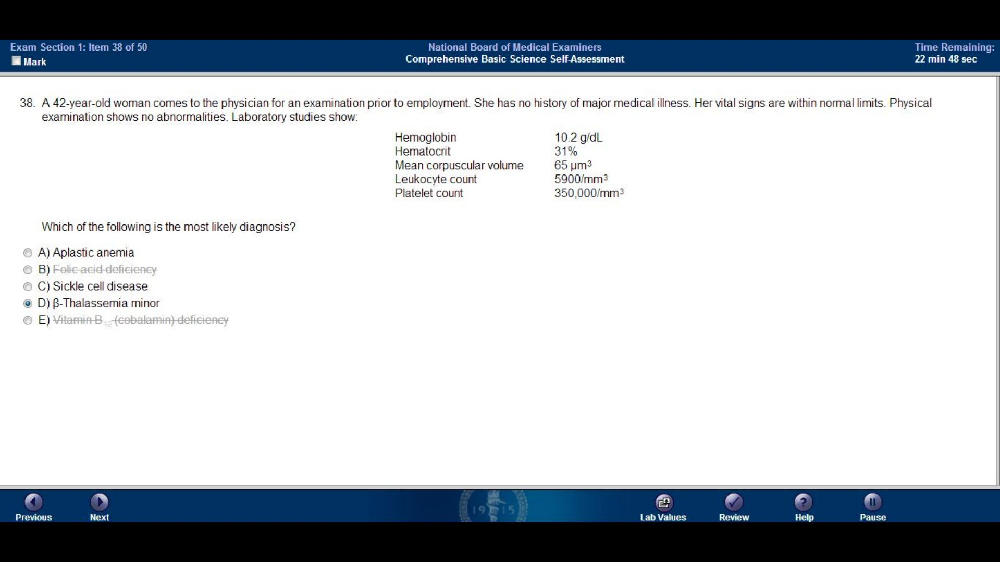 Exam Section 1: Item 38 of 50
Mark
National Board of Medical Examiners
Comprehensive Basic Science Self-Assessment
Time Remaining:
22 min 48 sec
38. A 42-year-old woman comes to the physician for an examination prior to employment. She has no history of major medical illness. Her vital signs are within normal limits. Physical
examination shows no abnormalities. Laboratory studies show:
Hemoglobin 10.2 g/dL
Hematocrit 31%
Mean corpuscular volume 65 µm³
Leukocyte count 5900/mm³
Platelet count 350,000/mm³
Which of the following is the most likely diagnosis?
A) Aplastic anemia
B) Folic acid deficiency
C) Sickle cell disease
D) β-Thalassemia minor
E) Vitamin B₁₂ (cobalamin) deficiency
1915
Previous
Next
Lab Values
Review
Help
Pause